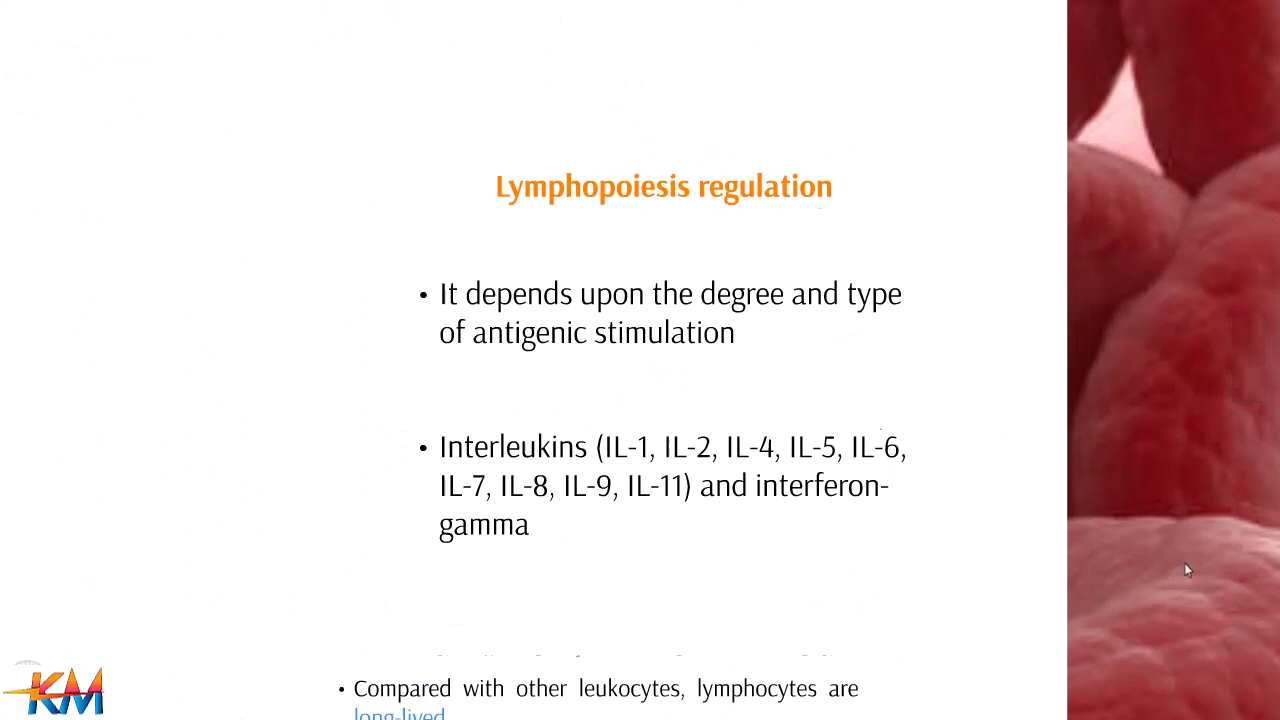 Lymphopoiesis regulation
• It depends upon the degree and type
of antigenic stimulation
• Interleukins (IL-1, IL-2, IL-4, IL-5, IL-6,
IL-7, IL-8, IL-9, IL-11) and interferon-
gamma
• Compared with other leukocytes, lymphocytes are
long-lived
KM